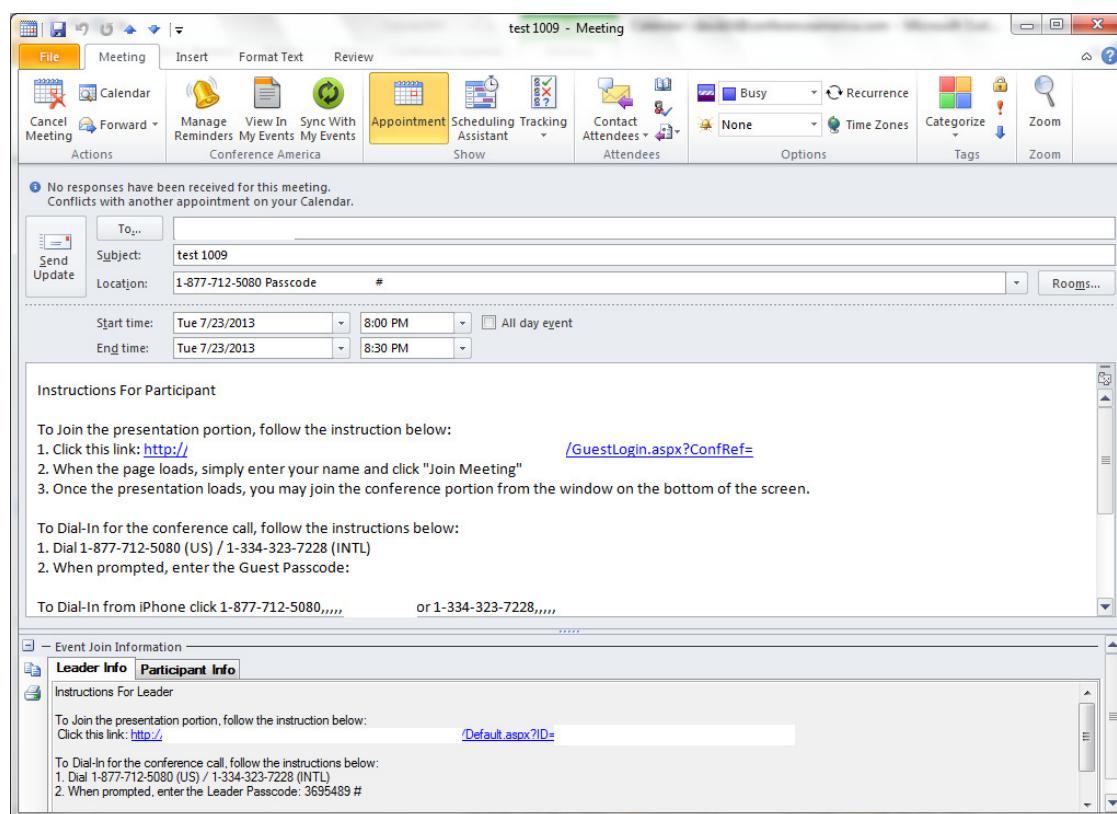 test 1009 - Meeting
File Meeting Insert Format Text Review
Cancel Meeting
Calendar
Forward
Actions
Manage Reminders
View In My Events
Sync With My Events
Conference America
Appointment
Scheduling Assistant
Tracking
Show
Contact Attendees
Attendees
Busy
Recurrence
None
Time Zones
Options
Categorize
Tags
Zoom
Zoom
No responses have been received for this meeting.
Conflicts with another appointment on your Calendar.
Send Update
To...
Subject: test 1009
Location: 1-877-712-5080 Passcode #
Rooms...
Start time: Tue 7/23/2013 8:00 PM All day event
End time: Tue 7/23/2013 8:30 PM
Instructions For Participant
To Join the presentation portion, follow the instruction below:
1. Click this link: http:// /GuestLogin.aspx?ConfRef=
2. When the page loads, simply enter your name and click "Join Meeting"
3. Once the presentation loads, you may join the conference portion from the window on the bottom of the screen.
To Dial-In for the conference call, follow the instructions below:
1. Dial 1-877-712-5080 (US) / 1-334-323-7228 (INTL)
2. When prompted, enter the Guest Passcode:
To Dial-In from iPhone click 1-877-712-5080,,,,, or 1-334-323-7228,,,,,
Event Join Information
Leader Info Participant Info
Instructions For Leader
To Join the presentation portion, follow the instruction below:
Click this link: http:/ /Default.aspx?ID=
To Dial-In for the conference call, follow the instructions below:
1. Dial 1-877-712-5080 (US) / 1-334-323-7228 (INTL)
2. When prompted, enter the Leader Passcode: 3695489 #